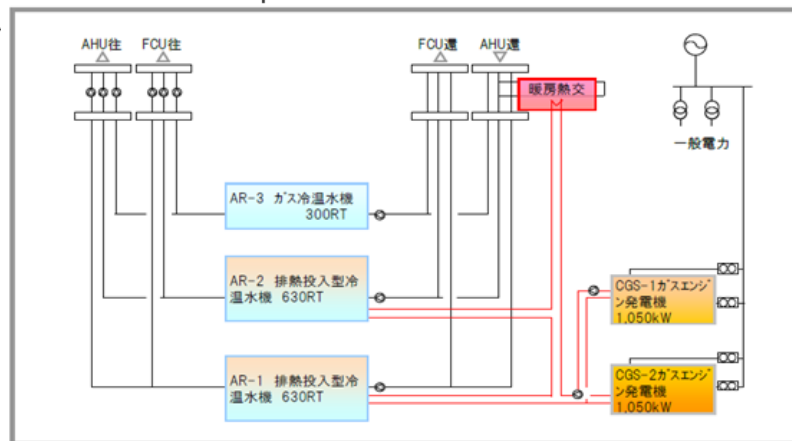 AHU往 FCU往 FCU還 AHU還
暖房熱交
一般電力
AR-3 ガス冷温水機
300RT
AR-2 排熱投入型冷
温水機 630RT
CGS-1ガスエンジ
ン発電機
1,050kW
AR-1 排熱投入型冷
温水機 630RT
CGS-2ガスエンジ
ン発電機
1,050kW